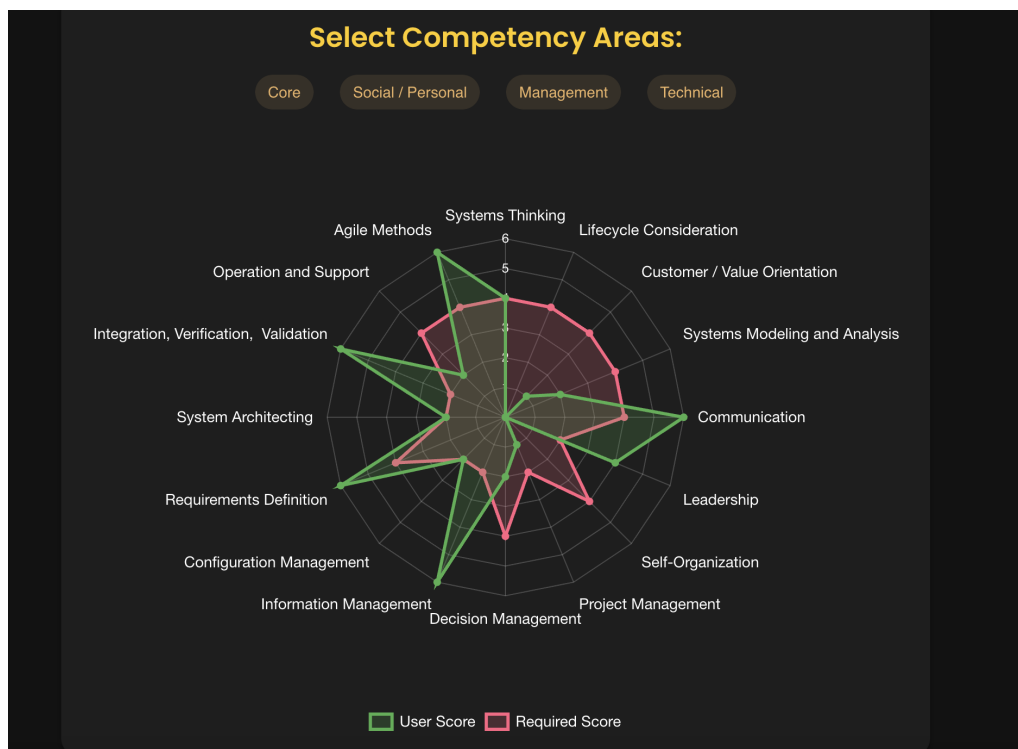 Select Competency Areas:
Core
Social / Personal
Management
Technical
Systems Thinking
Agile Methods
Lifecycle Consideration
6
Operation and Support
Customer / Value Orientation
5
4
Integration, Verification,  Validation
3
Systems Modeling and Analysis
2
1
System Architecting
Communication
Requirements Definition
Leadership
Configuration Management
Self-Organization
Information Management
Project Management
Decision Management
User Score
Required Score